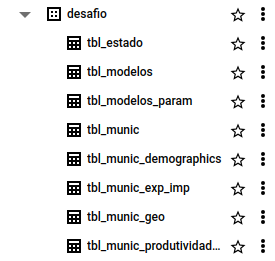 desafio
tbl_estado
tbl_modelos
tbl_modelos_param
tbl_munic
tbl_munic_demographics
tbl_munic_exp_imp
tbl_munic_geo
tbl_munic_produtividad...